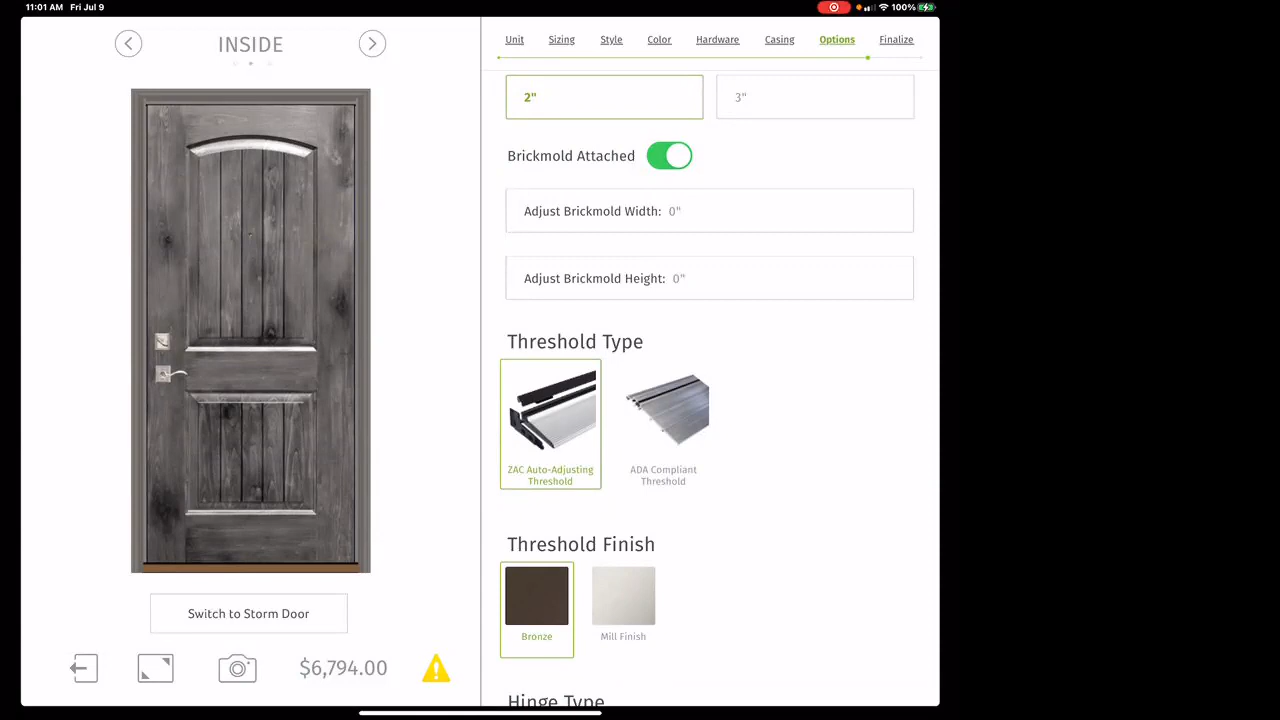 11:01 AM Fri Jul 9
100%
INSIDE
Unit Sizing Style Color Hardware Casing Options Finalize
2" 3"
Brickmold Attached
Adjust Brickmold Width: 0"
Adjust Brickmold Height: 0"
Threshold Type
ZAC Auto-Adjusting
Threshold
ADA Compliant
Threshold
Threshold Finish
Bronze Mill Finish
Switch to Storm Door
$6,794.00
Hinge Type